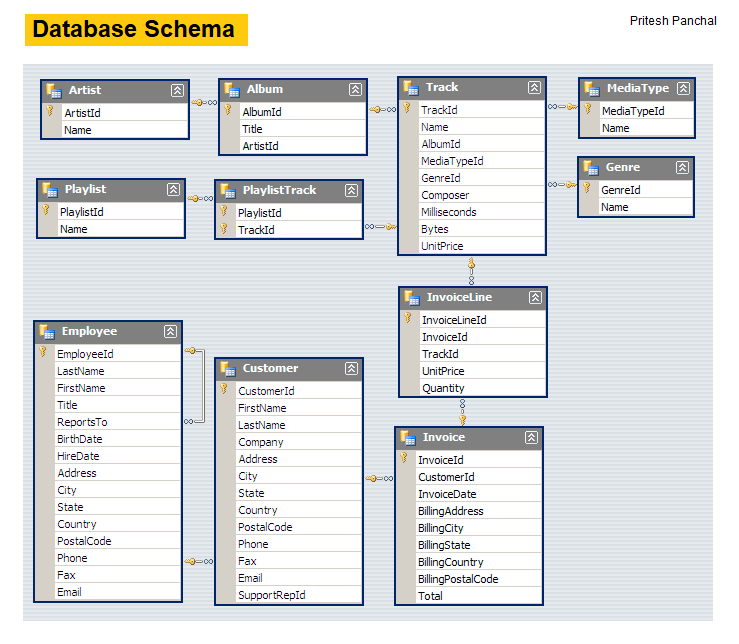 Database Schema
Pritesh Panchal
Artist
ArtistId
Name
Album
AlbumId
Title
ArtistId
Track
TrackId
Name
AlbumId
MediaTypeId
GenreId
Composer
Milliseconds
Bytes
UnitPrice
MediaType
MediaTypeId
Name
Genre
GenreId
Name
Playlist
PlaylistId
Name
PlaylistTrack
PlaylistId
TrackId
InvoiceLine
InvoiceLineId
InvoiceId
TrackId
UnitPrice
Quantity
Employee
EmployeeId
LastName
FirstName
Title
ReportsTo
BirthDate
HireDate
Address
City
State
Country
PostalCode
Phone
Fax
Email
Customer
CustomerId
FirstName
LastName
Company
Address
City
State
Country
PostalCode
Phone
Fax
Email
SupportRepId
Invoice
InvoiceId
CustomerId
InvoiceDate
BillingAddress
BillingCity
BillingState
BillingCountry
BillingPostalCode
Total